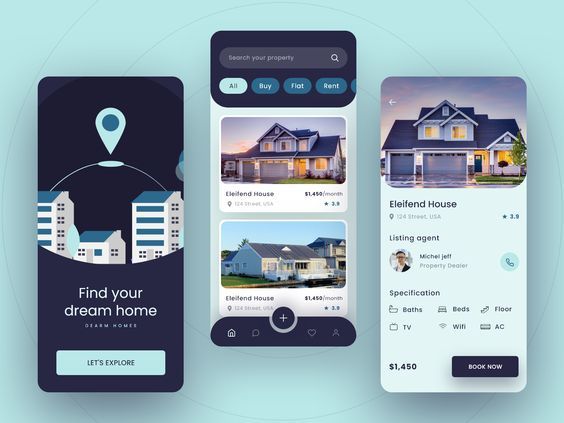 Find your
dream home
DEARM HOMES
LET'S EXPLORE
Search your property
All
Buy
Flat
Rent
Eleifend House
$1,450/month
124 Street, USA
3.9
Eleifend House
$1,450/month
124 Street, USA
3.9
Eleifend House
124 Street, USA
3.9
Listing agent
Michel jeff
Property Dealer
Specification
Baths
Beds
Floor
TV
Wifi
AC
$1,450
BOOK NOW